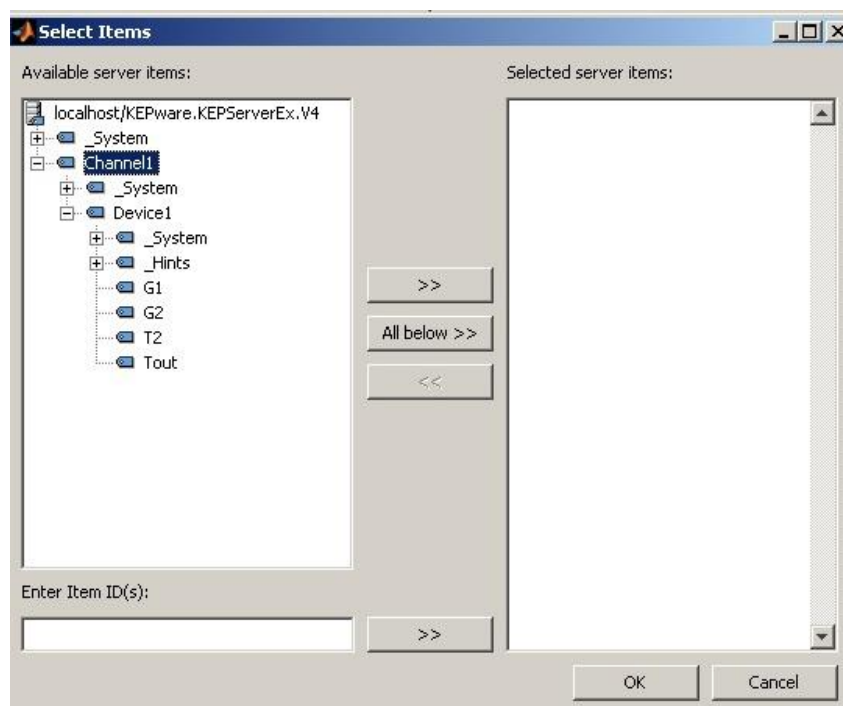 Select Items
Available server items:
Selected server items:
localhost/KEPware.KEPServerEx.V4
_System
Channel1
_System
Device1
_System
_Hints
G1
G2
T2
Tout
>>
All below >>
<<
Enter Item ID(s):
>>
OK
Cancel